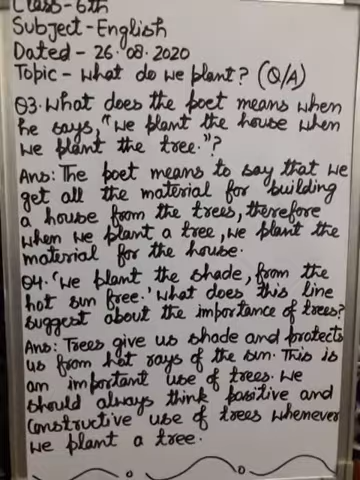 Class-6th
Subject-English
Dated-26.08.2020
Topic-What do we plant? (Q/A)
Q3. What does the poet means when
he says, "We plant the house when
we plant the tree."?
Ans: The poet means to say that we
get all the material for building
a house from the trees, therefore
when we plant a tree, we plant the
material for the house.
Q4. 'We plant the shade, from the
hot sun free.' What does this line
suggest about the importance of trees?
Ans: Trees give us shade and protects
us from hot rays of the sun. This is
an important use of trees. We
should always think positive and
constructive use of trees whenever
we plant a tree.